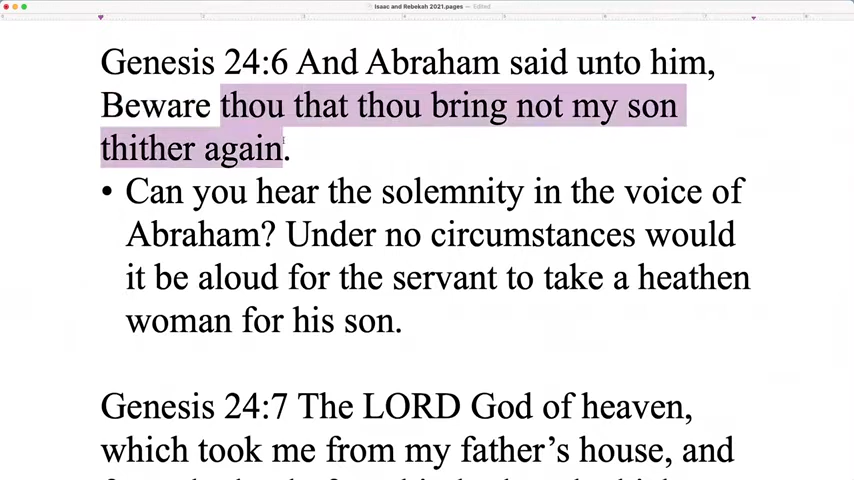 Isaac and Rebekah 2021.pages — Edited
Genesis 24:6 And Abraham said unto him,
Beware thou that thou bring not my son
thither again.
• Can you hear the solemnity in the voice of
Abraham? Under no circumstances would
it be aloud for the servant to take a heathen
woman for his son.
Genesis 24:7 The LORD God of heaven,
which took me from my father’s house, and